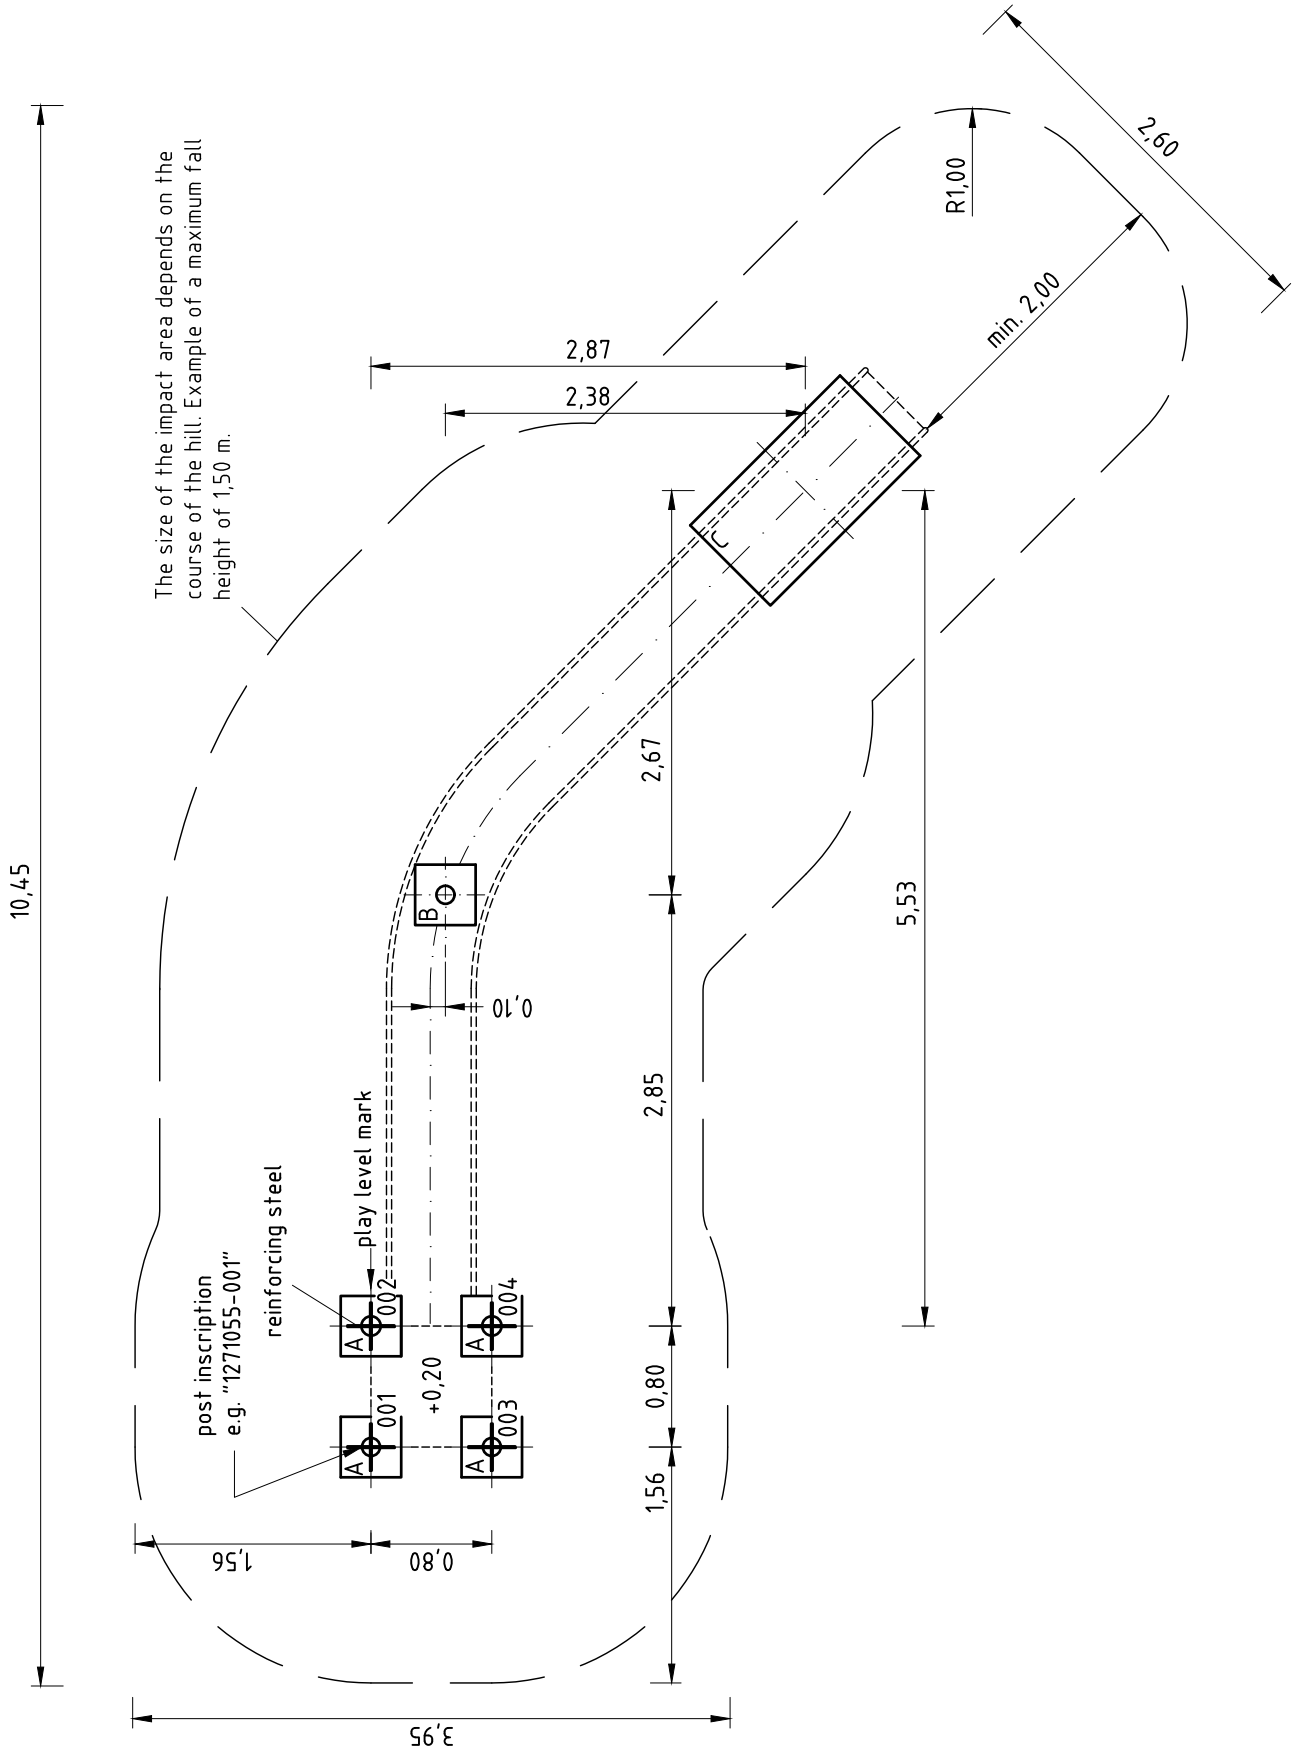 10,45
The size of the impact area depends on the
course of the hill. Example of a maximum fall
height of 1,50 m.
2,60
R1,00
min. 2,00
2,87
2,38
C
2,67
B
5,53
0,10
2,85
play level mark
reinforcing steel
post inscription
e.g. "1271055-001"
A
002
A
004
+0,20
0,80
A
001
A
003
1,56
1,56
0,80
3,95